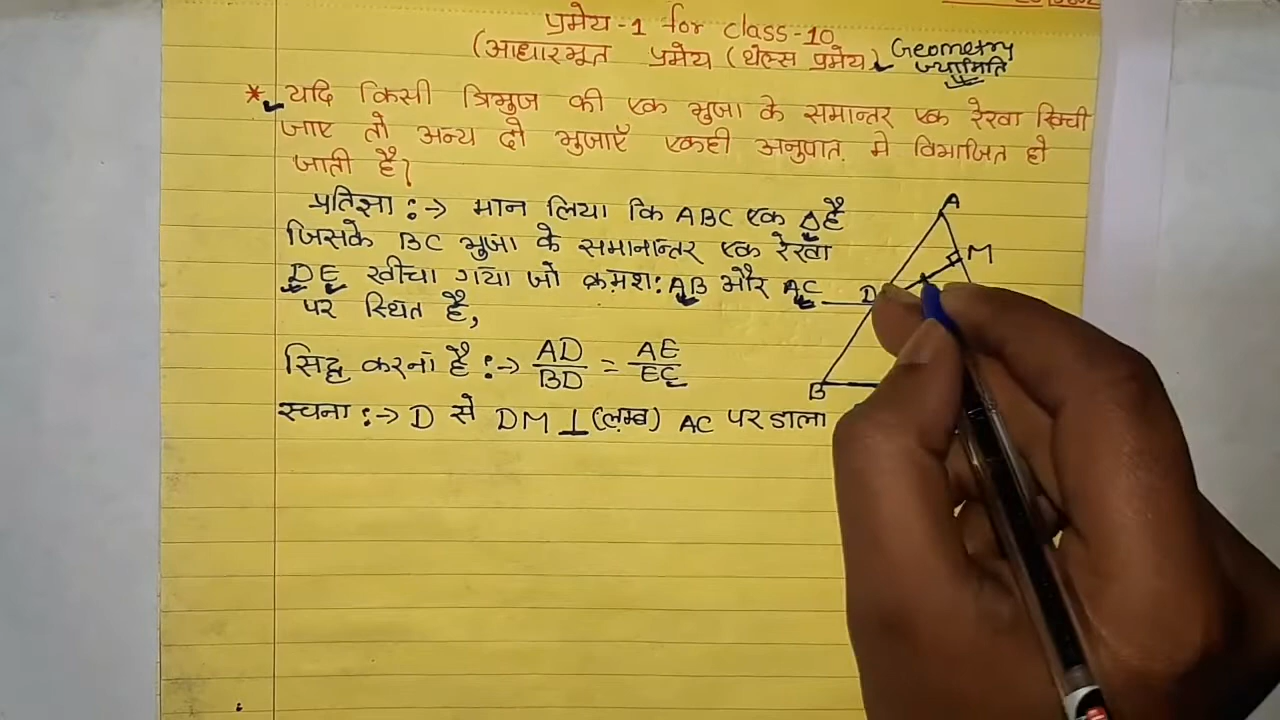 प्रमेय-1 for class-10
(आधारभूत प्रमेय (थेल्स प्रमेय) Geometry
ज्यामिति
* यदि किसी त्रिभुज की एक भुजा के समान्तर एक रेखा खिची
जाए तो अन्य दो भुजाएँ एकही अनुपात मे विभाजित हो
जाती है।
प्रतिज्ञा :→ मान लिया कि ABC एक Δ है
जिसके BC भुजा के समानान्तर एक रेखा
DE खीचा गया जो क्रमश: AB और AC
पर स्थित है,
सिद्ध करना है :→ AD/BD = AE/EC
रचना :→ D से DM ⊥ (लम्ब) AC पर डाला
A
M
D
B